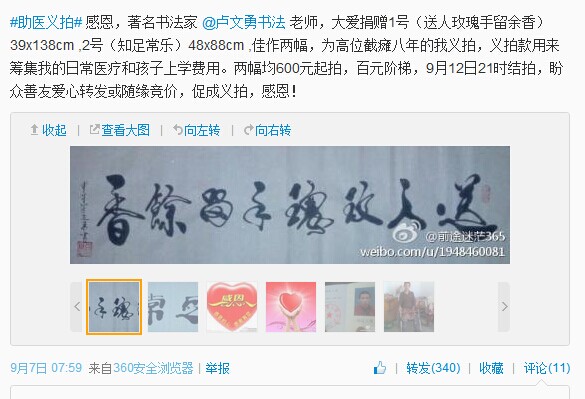 #助医义拍# 感恩，著名书法家 @卢文勇书法 老师，大爱捐赠1号（送人玫瑰手留余香）
39x138cm ,2号（知足常乐）48x88cm ,佳作两幅，为高位截瘫八年的我义拍，义拍款用来
筹集我的日常医疗和孩子上学费用。两幅均600元起拍，百元阶梯，9月12日21时结拍，盼
众善友爱心转发或随缘竞价，促成义拍，感恩！
收起 | 查看大图 向左转 | 向右转
香餘留手瑰玫人送
@前途迷茫365
weibo.com/u/1948460081
感恩
9月7日 07:59 来自360安全浏览器 | 举报
转发(340) | 收藏 | 评论(11)